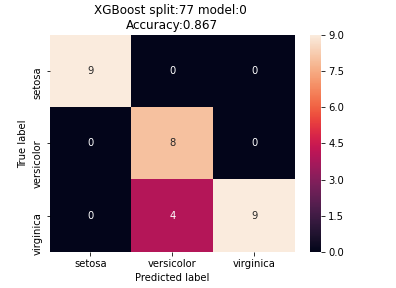 XGBoost split:77 model:0
Accuracy:0.867
True label
setosa
versicolor
virginica
9 0 0
0 8 0
0 4 9
setosa versicolor virginica
Predicted label
9.0
7.5
6.0
4.5
3.0
1.5
0.0